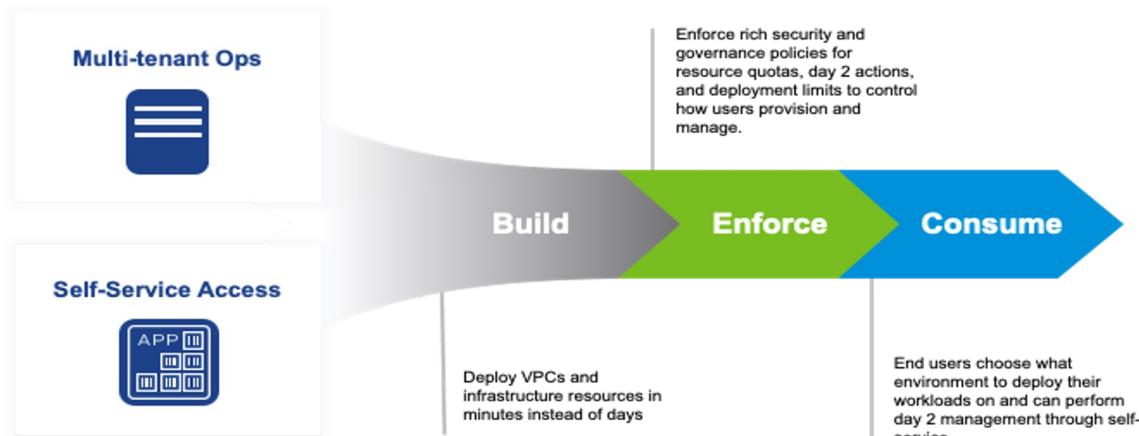 Multi-tenant Ops
Self-Service Access
APP
Build
Enforce
Consume
Enforce rich security and
governance policies for
resource quotas, day 2 actions,
and deployment limits to control
how users provision and
manage.
Deploy VPCs and
infrastructure resources in
minutes instead of days
End users choose what
environment to deploy their
workloads on and can perform
day 2 management through self-